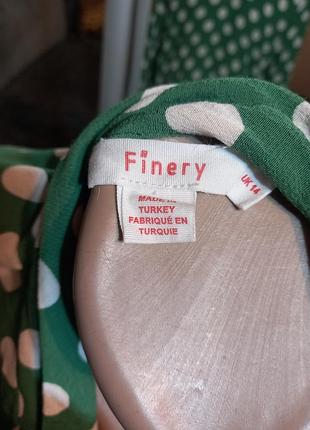 Finery
UK 14
MADE IN
TURKEY
FABRIQUÉ EN
TURQUIE